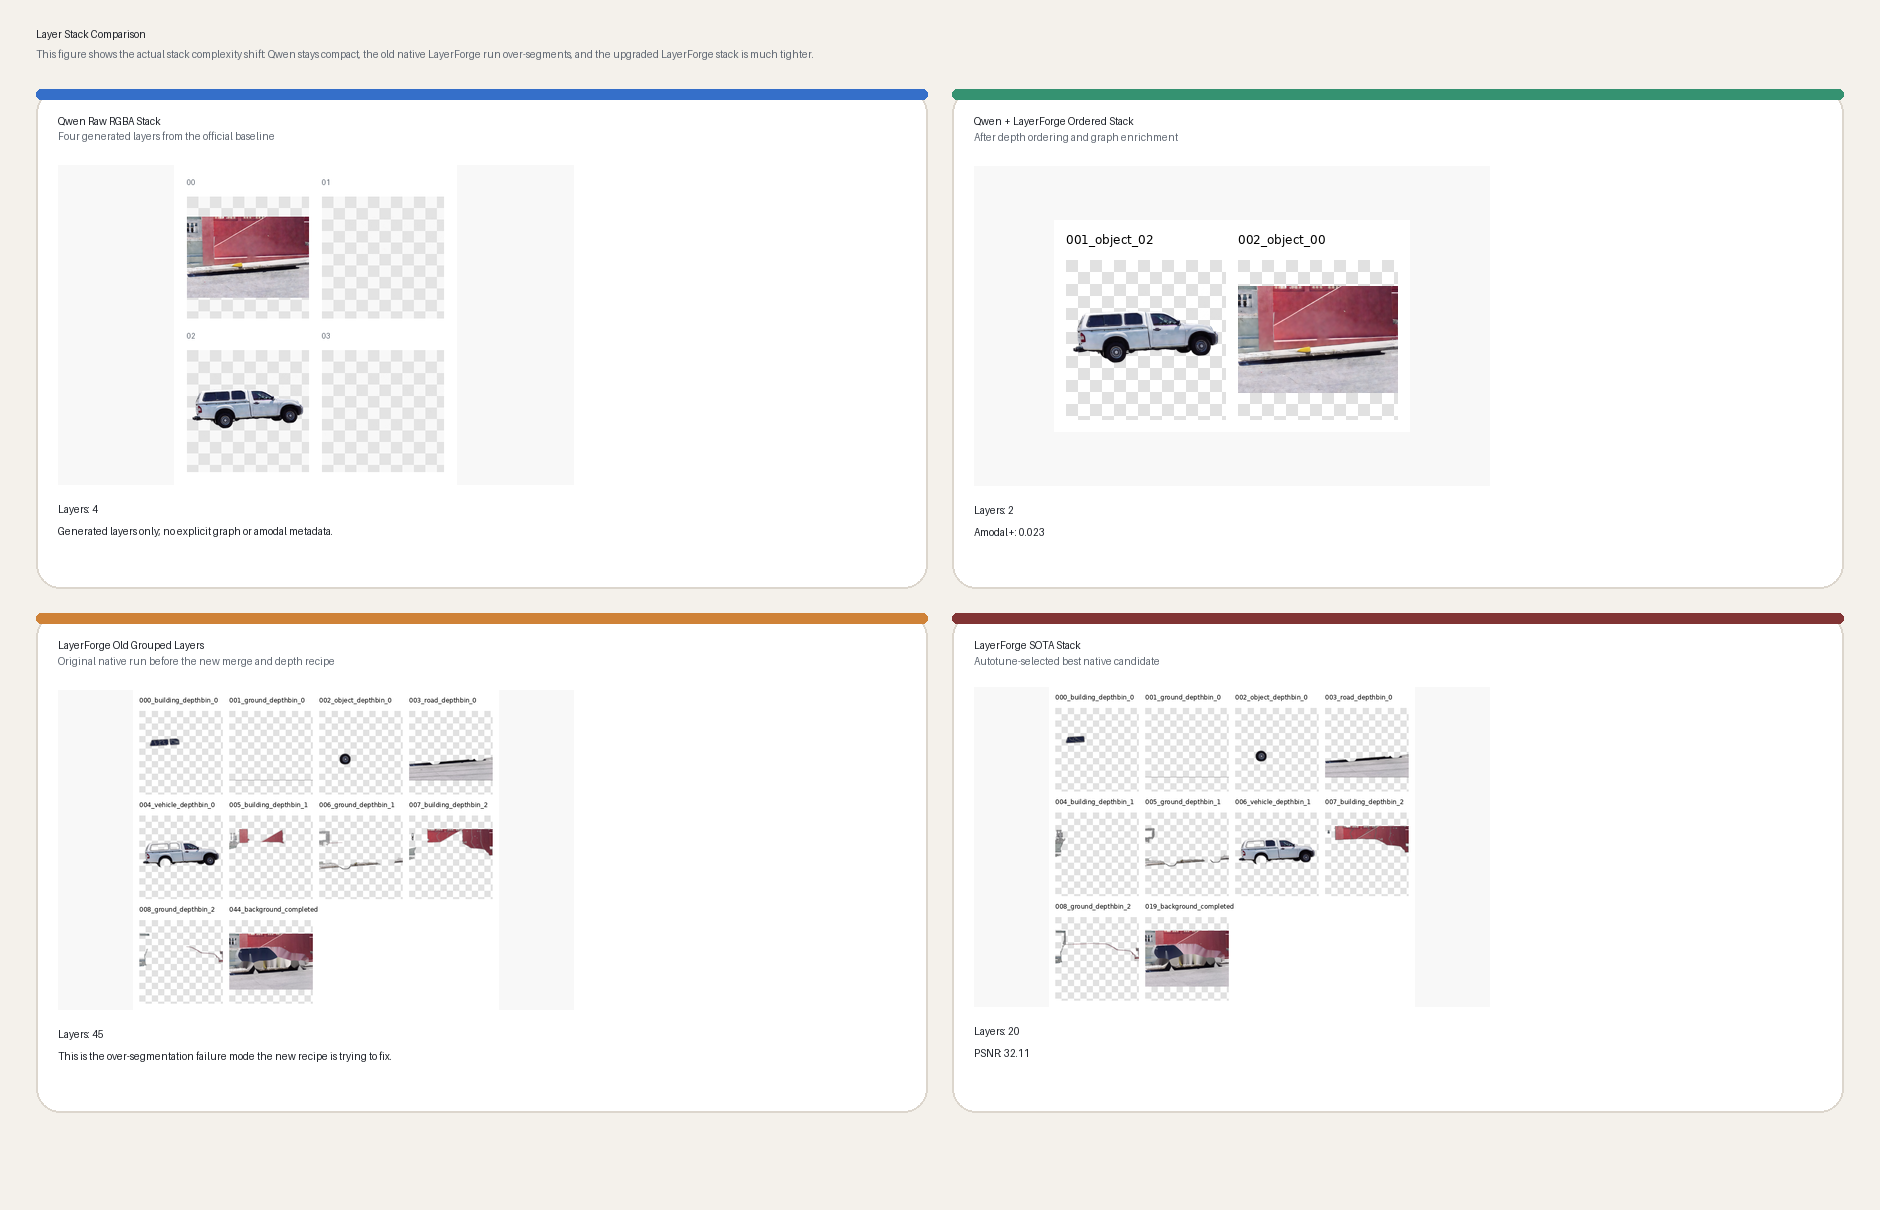 Layer Stack Comparison
This figure shows the actual stack complexity shift: Qwen stays compact, the old native LayerForge run over-segments, and the upgraded LayerForge stack is much tighter.
Qwen Raw RGBA Stack
Four generated layers from the official baseline
00
01
02
03
Layers: 4
Generated layers only; no explicit graph or amodal metadata.
Qwen + LayerForge Ordered Stack
After depth ordering and graph enrichment
001_object_02
002_object_00
Layers: 2
Amodal+: 0.023
LayerForge Old Grouped Layers
Original native run before the new merge and depth recipe
000_building_depthbin_0
001_ground_depthbin_0
002_object_depthbin_0
003_road_depthbin_0
004_vehicle_depthbin_0
005_building_depthbin_1
006_ground_depthbin_1
007_building_depthbin_2
008_ground_depthbin_2
044_background_completed
Layers: 45
This is the over-segmentation failure mode the new recipe is trying to fix.
LayerForge SOTA Stack
Autotune-selected best native candidate
000_building_depthbin_0
001_ground_depthbin_0
002_object_depthbin_0
003_road_depthbin_0
004_building_depthbin_1
005_ground_depthbin_1
006_vehicle_depthbin_1
007_building_depthbin_2
008_ground_depthbin_2
019_background_completed
Layers: 20
PSNR: 32.11